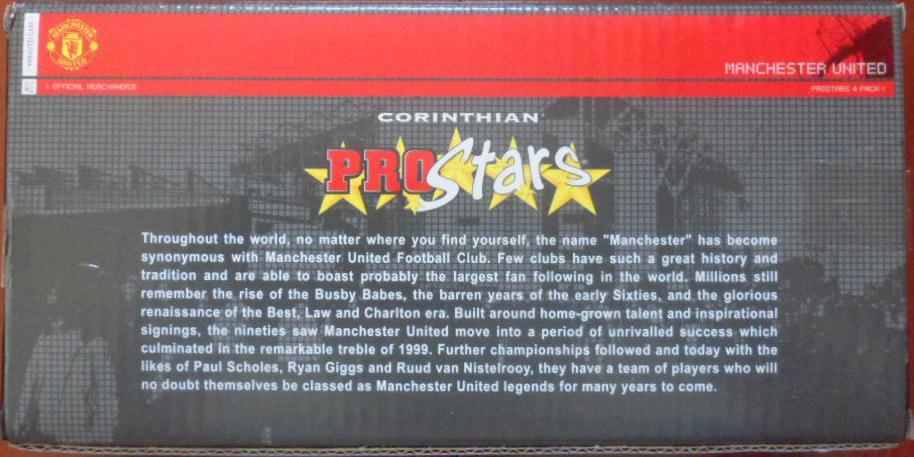 MANCHESTER
UNITED
MANCHESTER UNITED
> OFFICIAL MERCHANDISE
PROSTARS 4 PACK <
CORINTHIAN
PROStars
Throughout the world, no matter where you find yourself, the name "Manchester" has become
synonymous with Manchester United Football Club. Few clubs have such a great history and
tradition and are able to boast probably the largest fan following in the world. Millions still
remember the rise of the Busby Babes, the barren years of the early Sixties, and the glorious
renaissance of the Best, Law and Charlton era. Built around home-grown talent and inspirational
signings, the nineties saw Manchester United move into a period of unrivalled success which
culminated in the remarkable treble of 1999. Further championships followed and today with the
likes of Paul Scholes, Ryan Giggs and Ruud van Nistelrooy, they have a team of players who will
no doubt themselves be classed as Manchester United legends for many years to come.